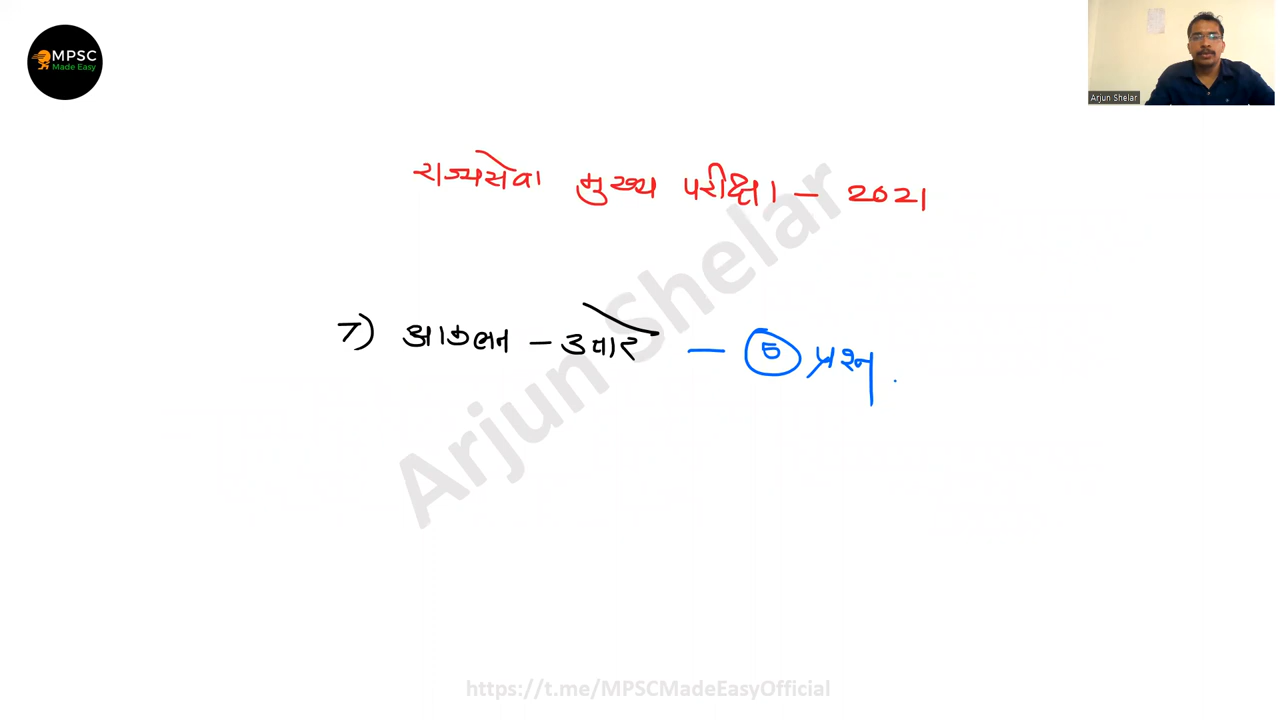 MPSC
Made Easy
Arjun Shelar
राज्यसेवा मुख्य परीक्षा - 2021
7) आकलन - उतारे - 5 प्रश्न
Arjun Shelar
https://t.me/MPSCMadeEasyOfficial